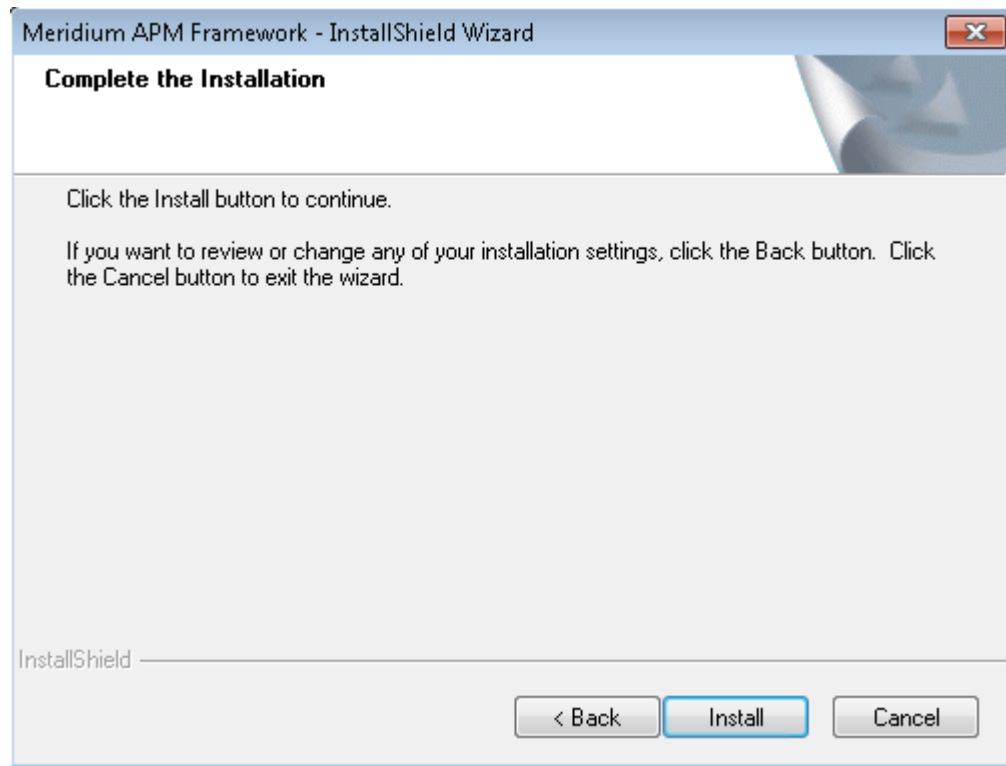 Meridium APM Framework - InstallShield Wizard
Complete the Installation
Click the Install button to continue.
If you want to review or change any of your installation settings, click the Back button.  Click
the Cancel button to exit the wizard.
InstallShield
< Back
Install
Cancel